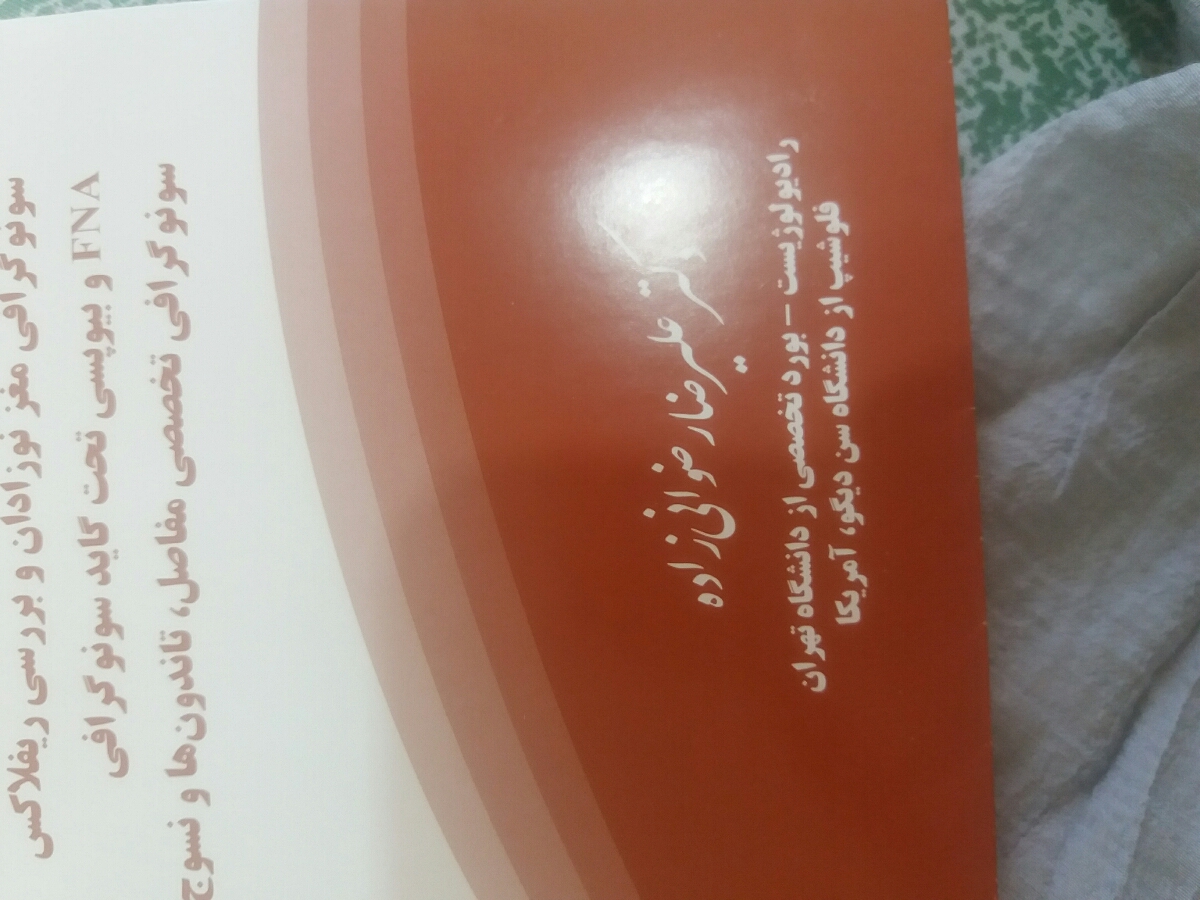 سونوگرافی مغز نوزادان و بررسی ریفلاکس
FNA و بیوپسی تحت گاید سونوگرافی
سونوگرافی تخصصی مفاصل، تاندون‌ها و نسوج
دکتر علیرضا رضوانی زاده
رادیولوژیست - بورد تخصصی از دانشگاه تهران
فلوشیپ از دانشگاه سن دیگو، آمریکا